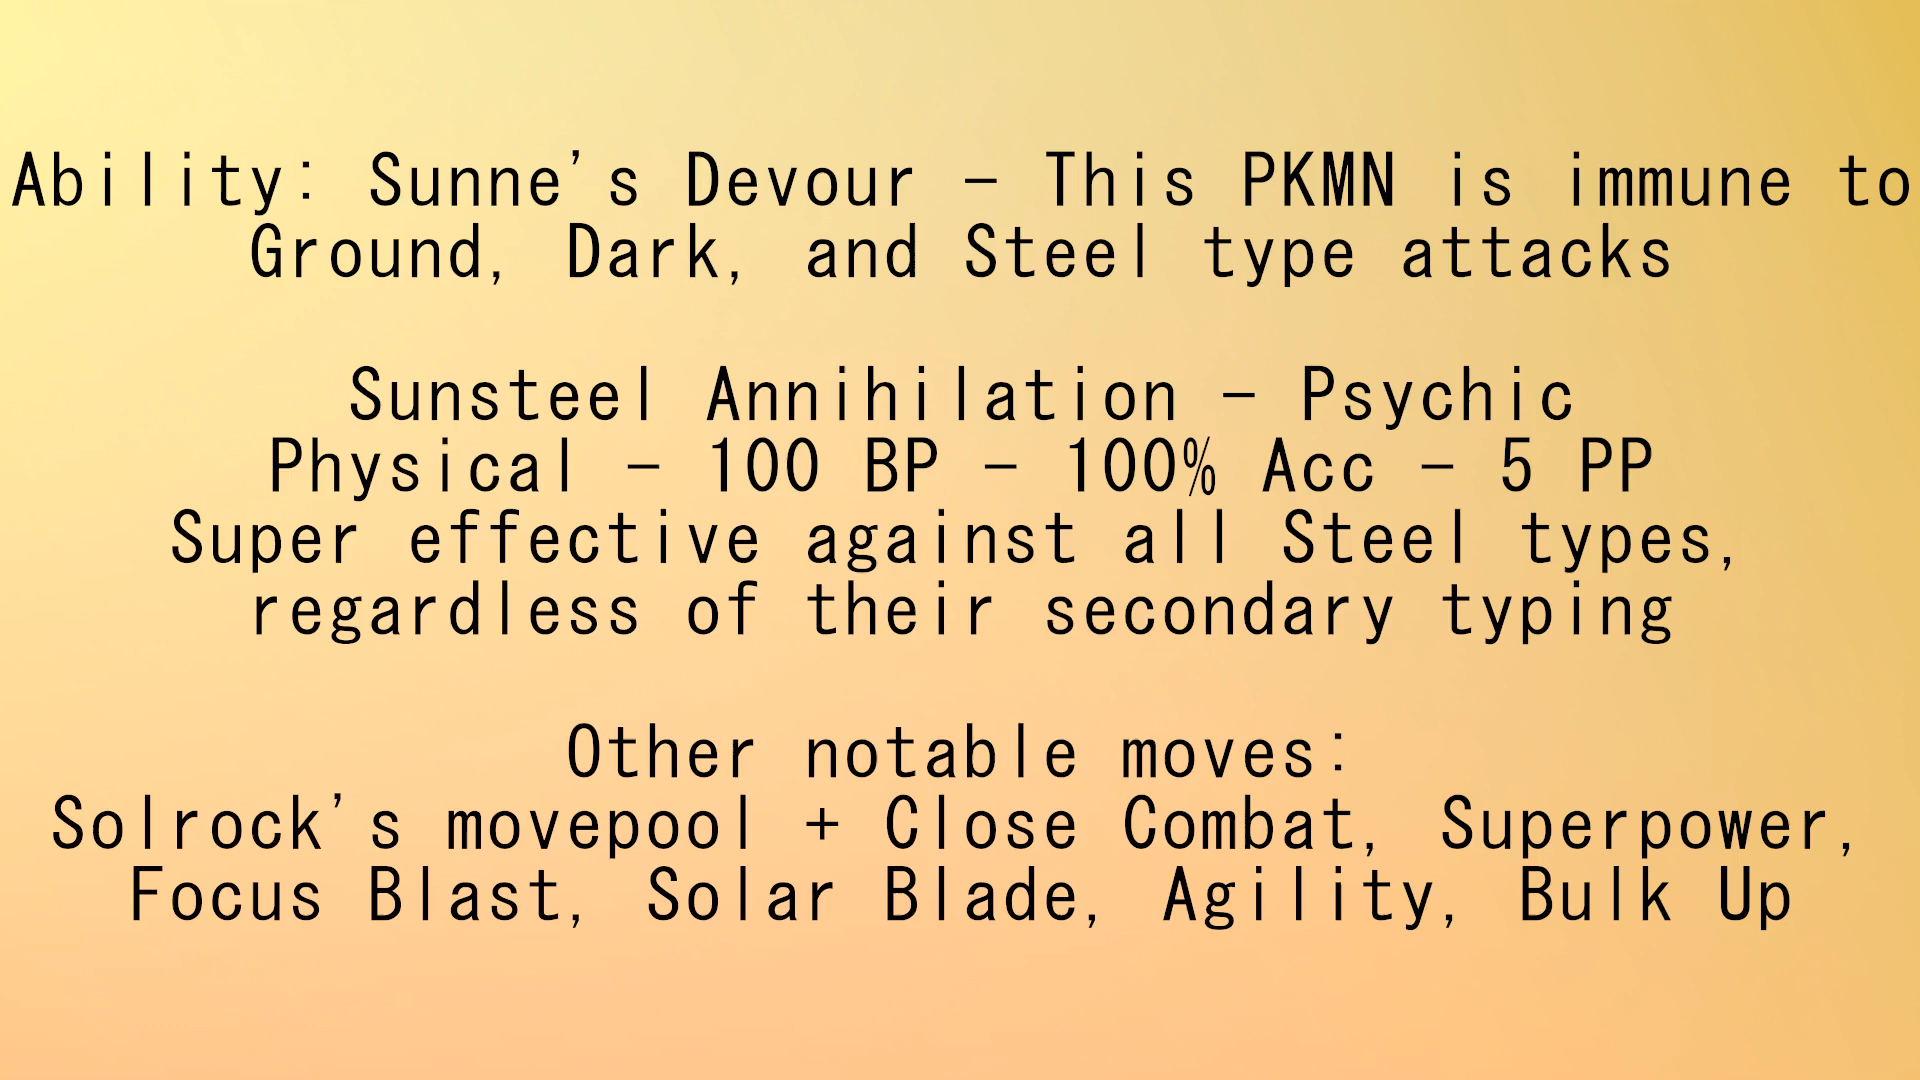 Ability: Sunne's Devour – This PKMN is immune to
Ground, Dark, and Steel type attacks
Sunsteel Annihilation – Psychic
Physical – 100 BP – 100% Acc – 5 PP
Super effective against all Steel types,
regardless of their secondary typing
Other notable moves:
Solrock's movepool + Close Combat, Superpower,
Focus Blast, Solar Blade, Agility, Bulk Up